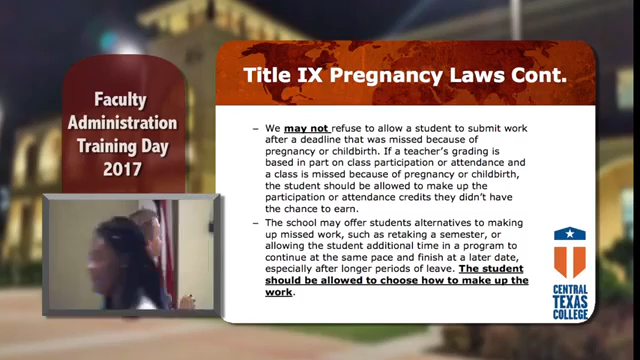 Faculty
Administration
Training Day
2017
Title IX Pregnancy Laws Cont.
– We may not refuse to allow a student to submit work
after a deadline that was missed because of
pregnancy or childbirth. If a teacher's grading is
based in part on class participation or attendance and
a class is missed because of pregnancy or childbirth,
the student should be allowed to make up the
participation or attendance credits they didn't have
the chance to earn.
– The school may offer students alternatives to making
up missed work, such as retaking a semester, or
allowing the student additional time in a program to
continue at the same pace and finish at a later date,
especially after longer periods of leave. The student
should be allowed to choose how to make up the
work.
CENTRAL
TEXAS
COLLEGE